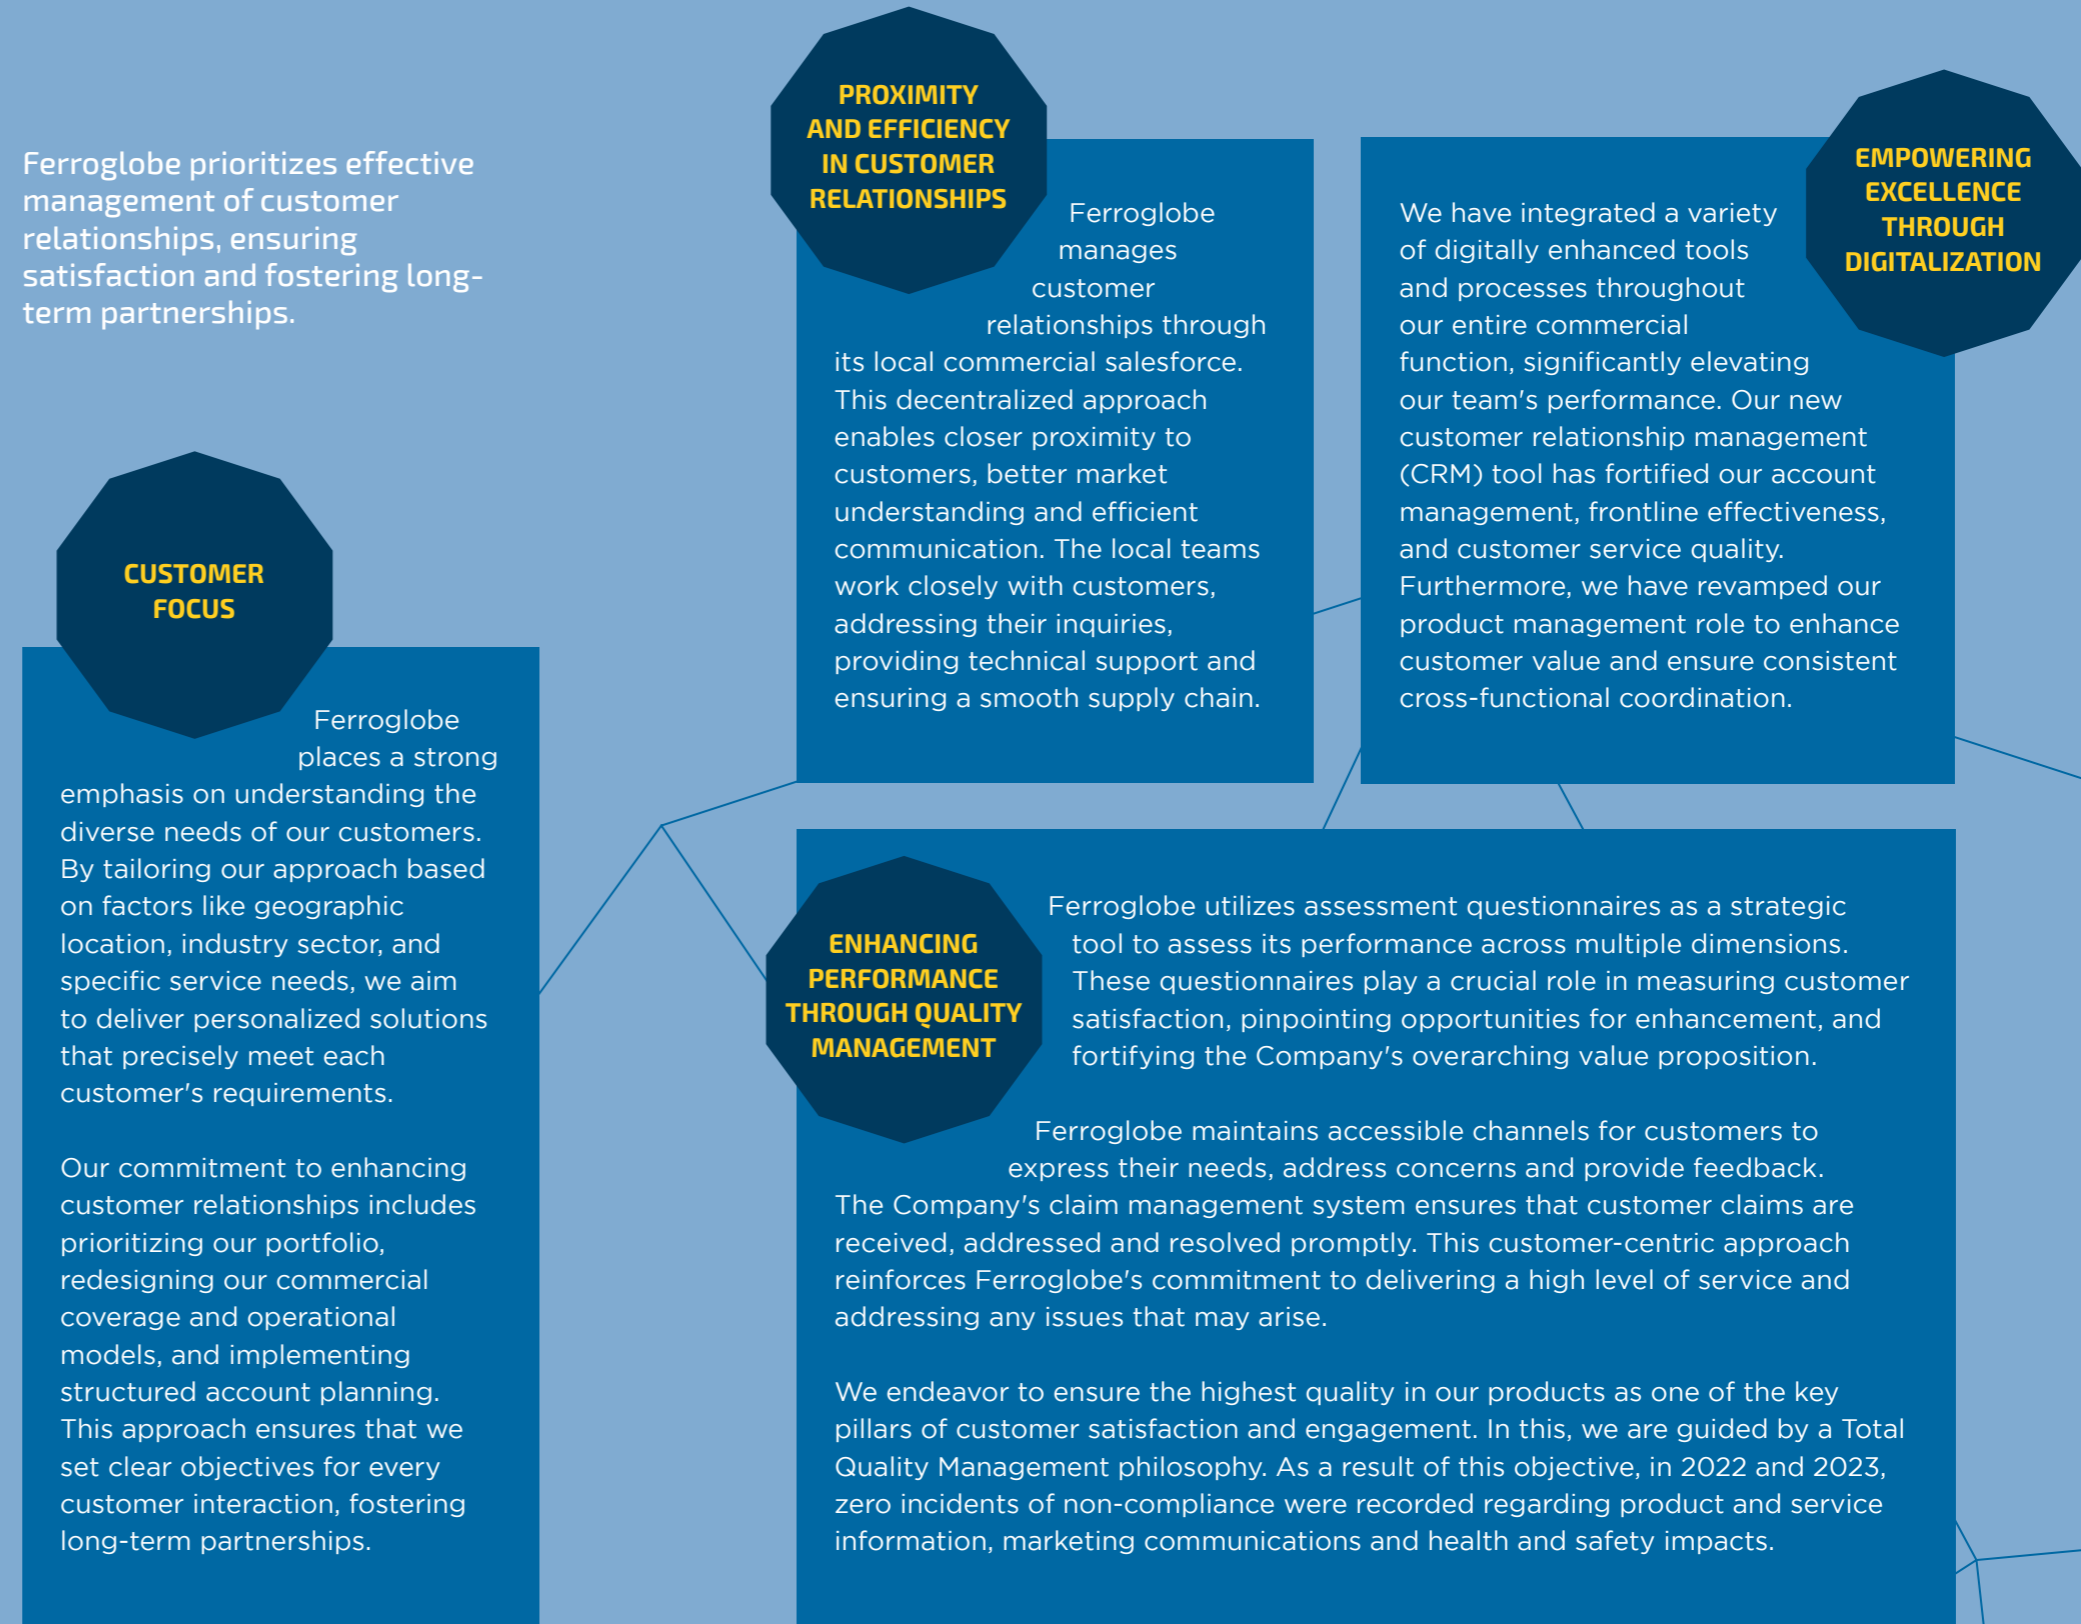 Ferroglobe prioritizes effective
management of customer
relationships, ensuring
satisfaction and fostering long-
term partnerships.
CUSTOMER
FOCUS
Ferroglobe
places a strong
emphasis on understanding the
diverse needs of our customers.
By tailoring our approach based
on factors like geographic
location, industry sector, and
specific service needs, we aim
to deliver personalized solutions
that precisely meet each
customer's requirements.
Our commitment to enhancing
customer relationships includes
prioritizing our portfolio,
redesigning our commercial
coverage and operational
models, and implementing
structured account planning.
This approach ensures that we
set clear objectives for every
customer interaction, fostering
long-term partnerships.
PROXIMITY
AND EFFICIENCY
IN CUSTOMER
RELATIONSHIPS
Ferroglobe
manages
customer
relationships through
its local commercial salesforce.
This decentralized approach
enables closer proximity to
customers, better market
understanding and efficient
communication. The local teams
work closely with customers,
addressing their inquiries,
providing technical support and
ensuring a smooth supply chain.
EMPOWERING
EXCELLENCE
THROUGH
DIGITALIZATION
We have integrated a variety
of digitally enhanced tools
and processes throughout
our entire commercial
function, significantly elevating
our team's performance. Our new
customer relationship management
(CRM) tool has fortified our account
management, frontline effectiveness,
and customer service quality.
Furthermore, we have revamped our
product management role to enhance
customer value and ensure consistent
cross-functional coordination.
ENHANCING
PERFORMANCE
THROUGH QUALITY
MANAGEMENT
Ferroglobe utilizes assessment questionnaires as a strategic
tool to assess its performance across multiple dimensions.
These questionnaires play a crucial role in measuring customer
satisfaction, pinpointing opportunities for enhancement, and
fortifying the Company's overarching value proposition.
Ferroglobe maintains accessible channels for customers to
express their needs, address concerns and provide feedback.
The Company's claim management system ensures that customer claims are
received, addressed and resolved promptly. This customer-centric approach
reinforces Ferroglobe's commitment to delivering a high level of service and
addressing any issues that may arise.
We endeavor to ensure the highest quality in our products as one of the key
pillars of customer satisfaction and engagement. In this, we are guided by a Total
Quality Management philosophy. As a result of this objective, in 2022 and 2023,
zero incidents of non-compliance were recorded regarding product and service
information, marketing communications and health and safety impacts.